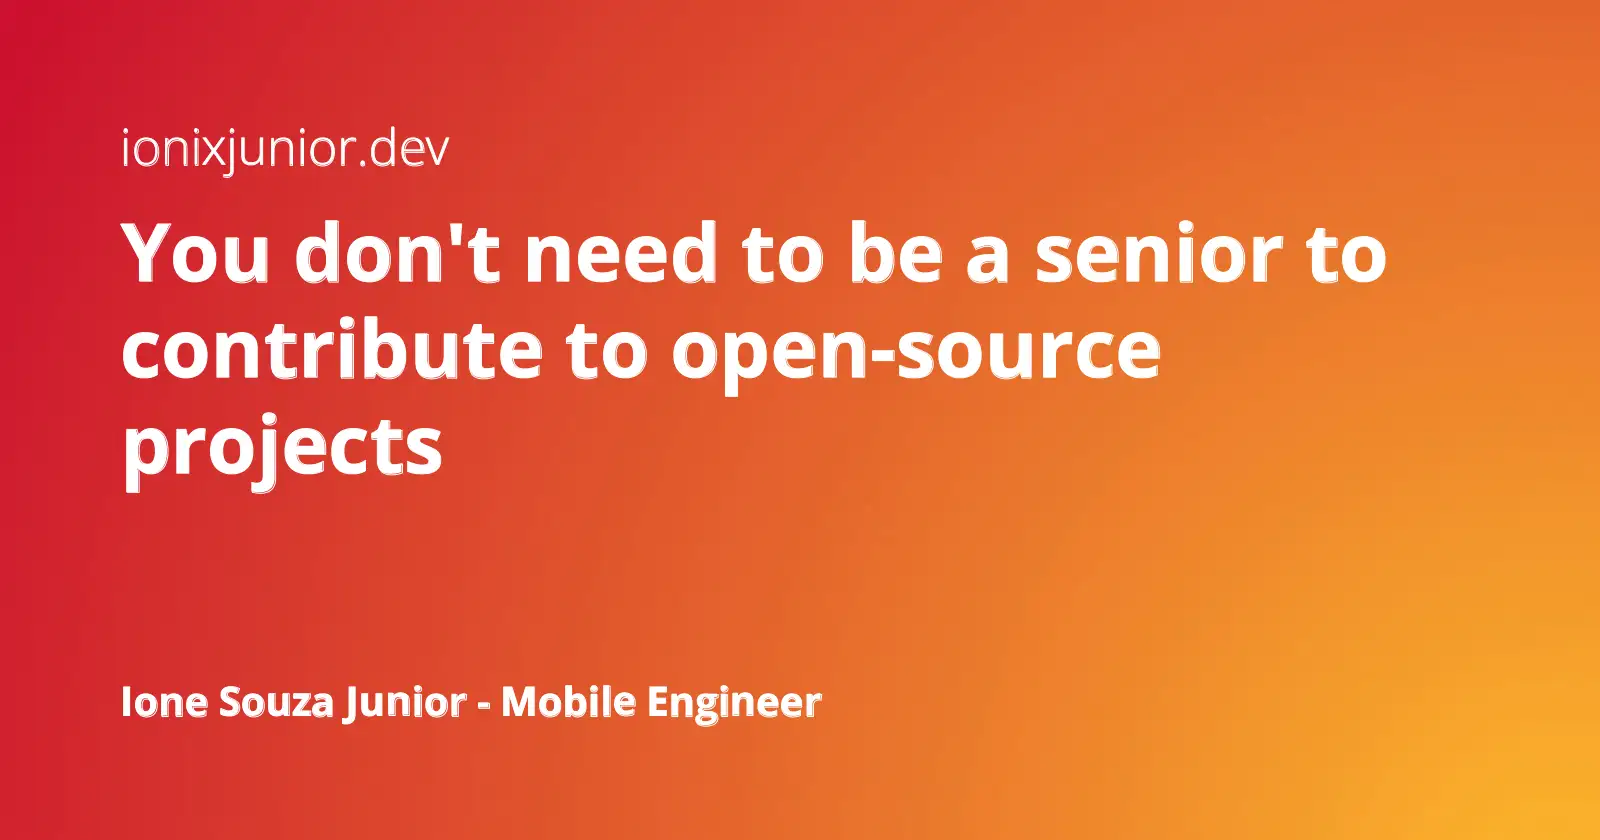 ionixjunior.dev
You don't need to be a senior to
contribute to open-source
projects
Ione Souza Junior - Mobile Engineer